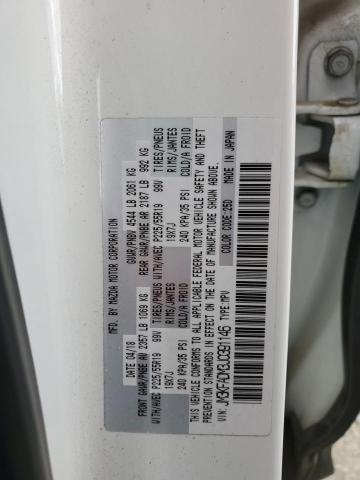 MFD. BY MAZDA MOTOR CORPORATION
04/18 GVWR/PNBV 4544 LB 2061 KG
FRONT GAWR/PNBE AV 2357 LB 1069 KG REAR GAWR/PNBE AR 2187 LB 992 KG
WITH/AVEC P225/55R19 99V TIRES/PNEUS WITH/AVEC P225/55R19 99V TIRES/PNEUS
19X7J RIMS/JANTES 19X7J RIMS/JANTES
240 KPA/35 PSI COLD/A FROID 240 KPA/35 PSI COLD/A FROID
THIS VEHICLE CONFORMS TO ALL APPLICABLE FEDERAL MOTOR VEHICLE SAFETY AND THEFT
PREVENTION STANDARDS IN EFFECT ON THE DATE OF MANUFACTURE SHOWN ABOVE.
VIN: JM3KFADM3J0391146 TYPE: MPV COLOR CODE: 25D MADE IN JAPAN